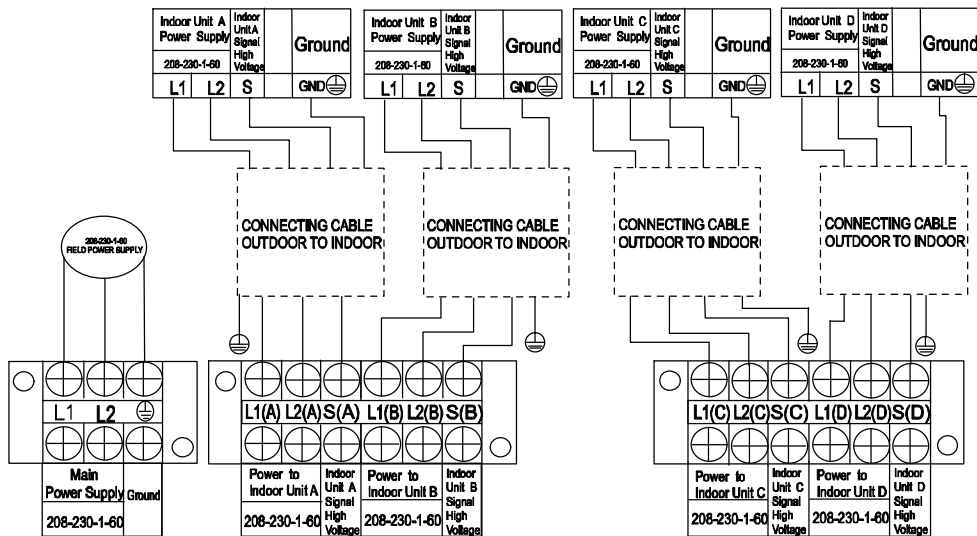 Indoor Unit A
Power Supply
208-230-1-60
Indoor
UnitA
Signal
High
Voltage
Ground
L1 L2 S GND
Indoor Unit B
Power Supply
208-230-1-60
Indoor
Unit B
Signal
High
Voltage
Ground
L1 L2 S GND
Indoor Unit C
Power Supply
208-230-1-60
Indoor
Unit C
Signal
High
Voltage
Ground
L1 L2 S GND
Indoor Unit D
Power Supply
208-230-1-60
Indoor
Unit D
Signal
High
Voltage
Ground
L1 L2 S GND
CONNECTING CABLE
OUTDOOR TO INDOOR
CONNECTING CABLE
OUTDOOR TO INDOOR
CONNECTING CABLE
OUTDOOR TO INDOOR
CONNECTING CABLE
OUTDOOR TO INDOOR
208-230-1-60
FIELD POWER SUPPLY
L1 L2
Main
Power Supply
208-230-1-60
Ground
L1(A) L2(A) S(A) L1(B) L2(B) S(B)
Power to
Indoor Unit A
208-230-1-60
Indoor
Unit A
Signal
High
Voltage
Power to
Indoor Unit B
208-230-1-60
Indoor
Unit B
Signal
High
Voltage
L1(C) L2(C) S(C) L1(D) L2(D) S(D)
Power to
Indoor Unit C
208-230-1-60
Indoor
Unit C
Signal
High
Voltage
Power to
Indoor Unit D
208-230-1-60
Indoor
Unit D
Signal
High
Voltage